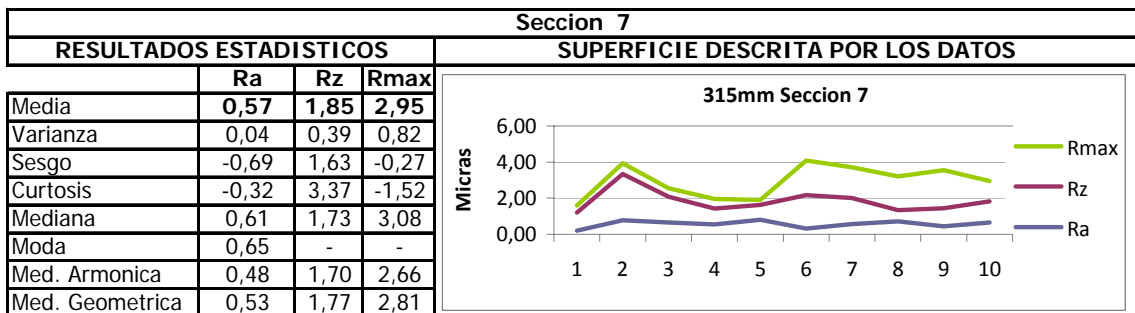 Seccion 7
RESULTADOS ESTADISTICOS
SUPERFICIE DESCRITA POR LOS DATOS
Ra Rz Rmax
Media 0,57 1,85 2,95
Varianza 0,04 0,39 0,82
Sesgo -0,69 1,63 -0,27
Curtosis -0,32 3,37 -1,52
Mediana 0,61 1,73 3,08
Moda 0,65 - -
Med. Armonica 0,48 1,70 2,66
Med. Geometrica 0,53 1,77 2,81
315mm Seccion 7
Micras
6,00
4,00
2,00
0,00
1 2 3 4 5 6 7 8 9 10
Rmax
Rz
Ra